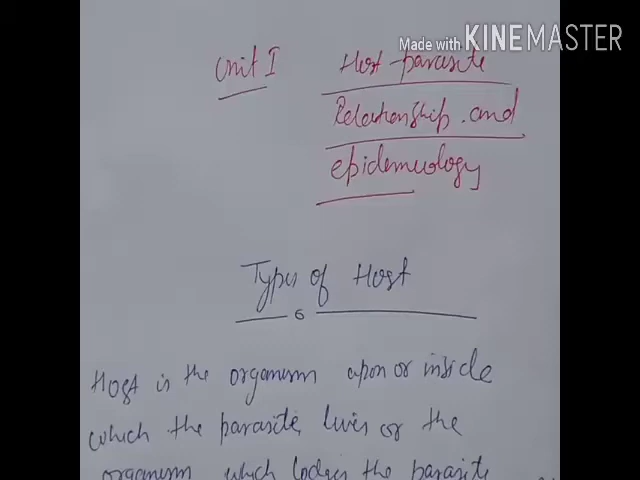 Made with KINEMASTER
Unit I Host-parasite
Relationship and
epidemiology
Types of Host
Host is the organism upon or inside
which the parasite lives or the
organism which lodges the parasite